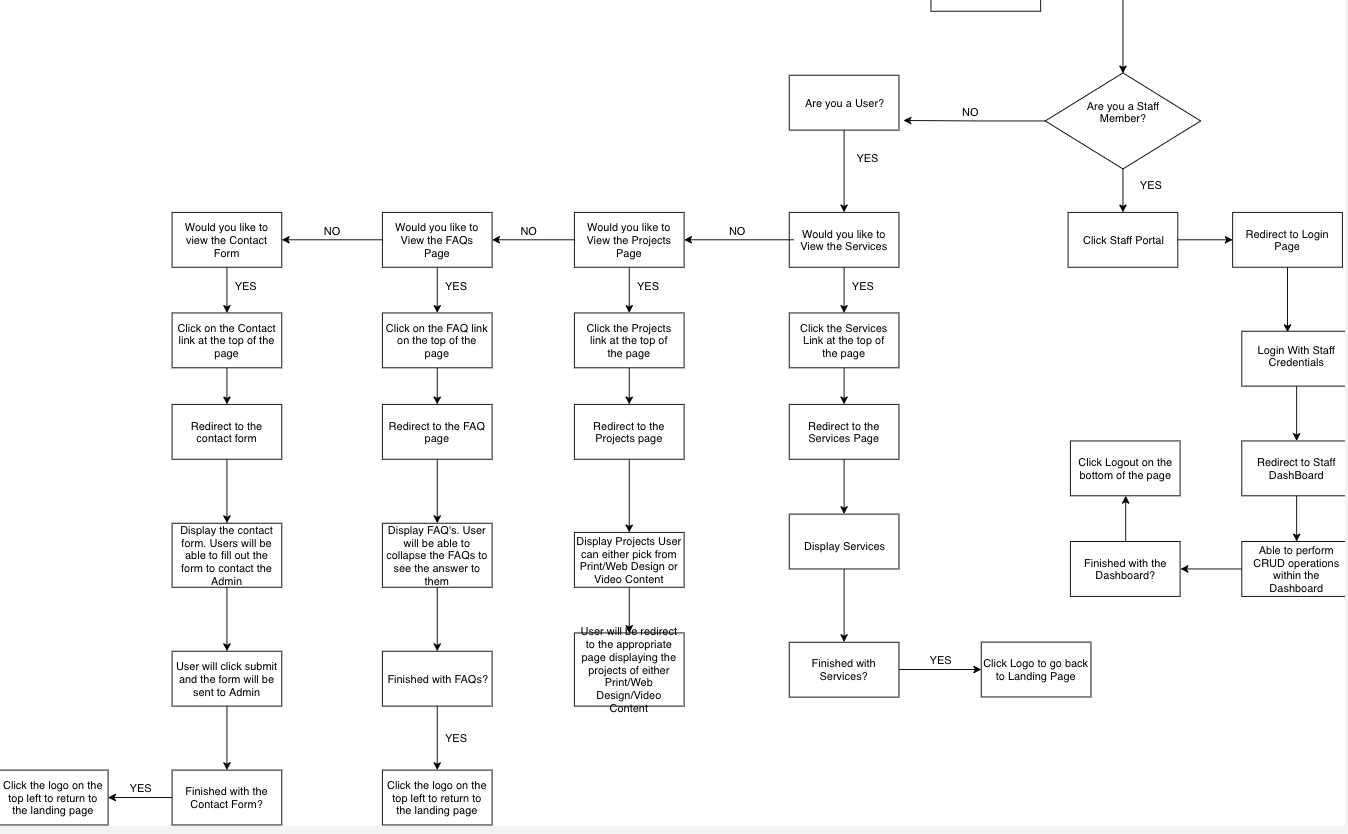 Are you a User?
NO
Are you a Staff
Member?
YES
YES
Would you like to
view the Contact
Form
NO
Would you like to
View the FAQs
Page
NO
Would you like to
View the Projects
Page
NO
Would you like to
View the Services
Click Staff Portal
Redirect to Login
Page
YES
YES
YES
YES
Click on the Contact
link at the top of the
page
Click on the FAQ link
on the top of the
page
Click the Projects
link at the top of
the page
Click the Services
Link at the top of
the page
Login With Staff
Credentials
Redirect to the
contact form
Redirect to the FAQ
page
Redirect to the
Projects page
Redirect to the
Services Page
Click Logout on the
bottom of the page
Redirect to Staff
DashBoard
Display the contact
form. Users will be
able to fill out the
form to contact the
Admin
Display FAQ's. User
will be able to
collapse the FAQs to
see the answer to
them
Display Projects User
can either pick from
Print/Web Design or
Video Content
Display Services
Finished with the
Dashboard?
Able to perform
CRUD operations
within the
Dashboard
User will click submit
and the form will be
sent to Admin
Finished with FAQs?
User will be redirect
to the appropriate
page displaying the
projects of either
Print/Web
Design/Video
Content
Finished with
Services?
YES
Click Logo to go back
to Landing Page
YES
Click the logo on the
top left to return to
the landing page
YES
Finished with the
Contact Form?
Click the logo on the
top left to return to
the landing page